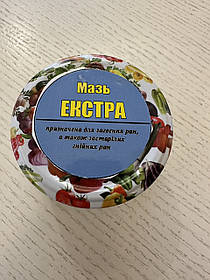 Мазь
ЕКСТРА
призначена для загоєння ран,
а також застарілих
гнійних ран